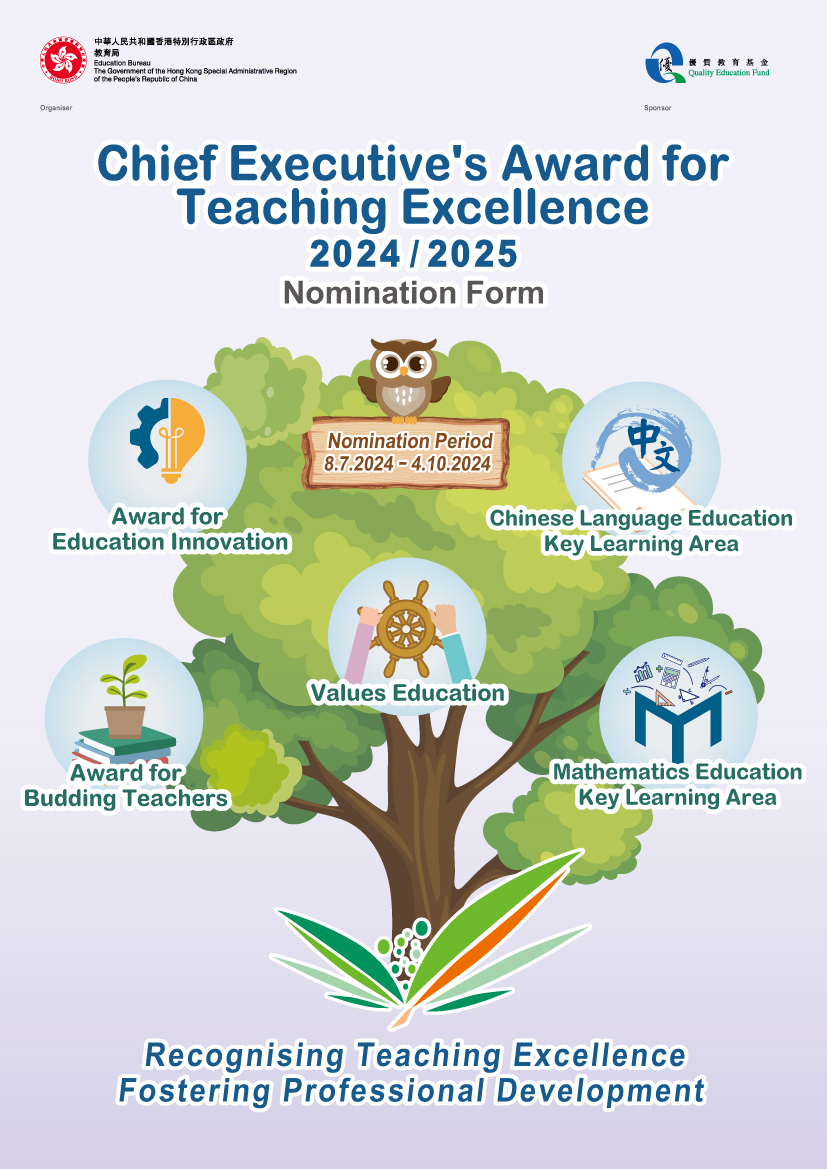 中華人民共和國香港特別行政區政府
教育局
Education Bureau
The Government of the Hong Kong Special Administrative Region
of the People's Republic of China
優
優質教育基金
Quality Education Fund
Organiser
Sponsor
Chief Executive's Award for
Teaching Excellence
2024 / 2025
Nomination Form
Nomination Period
8.7.2024 – 4.10.2024
中文
Award for
Education Innovation
Chinese Language Education
Key Learning Area
Values Education
Award for
Budding Teachers
Mathematics Education
Key Learning Area
Recognising Teaching Excellence
Fostering Professional Development